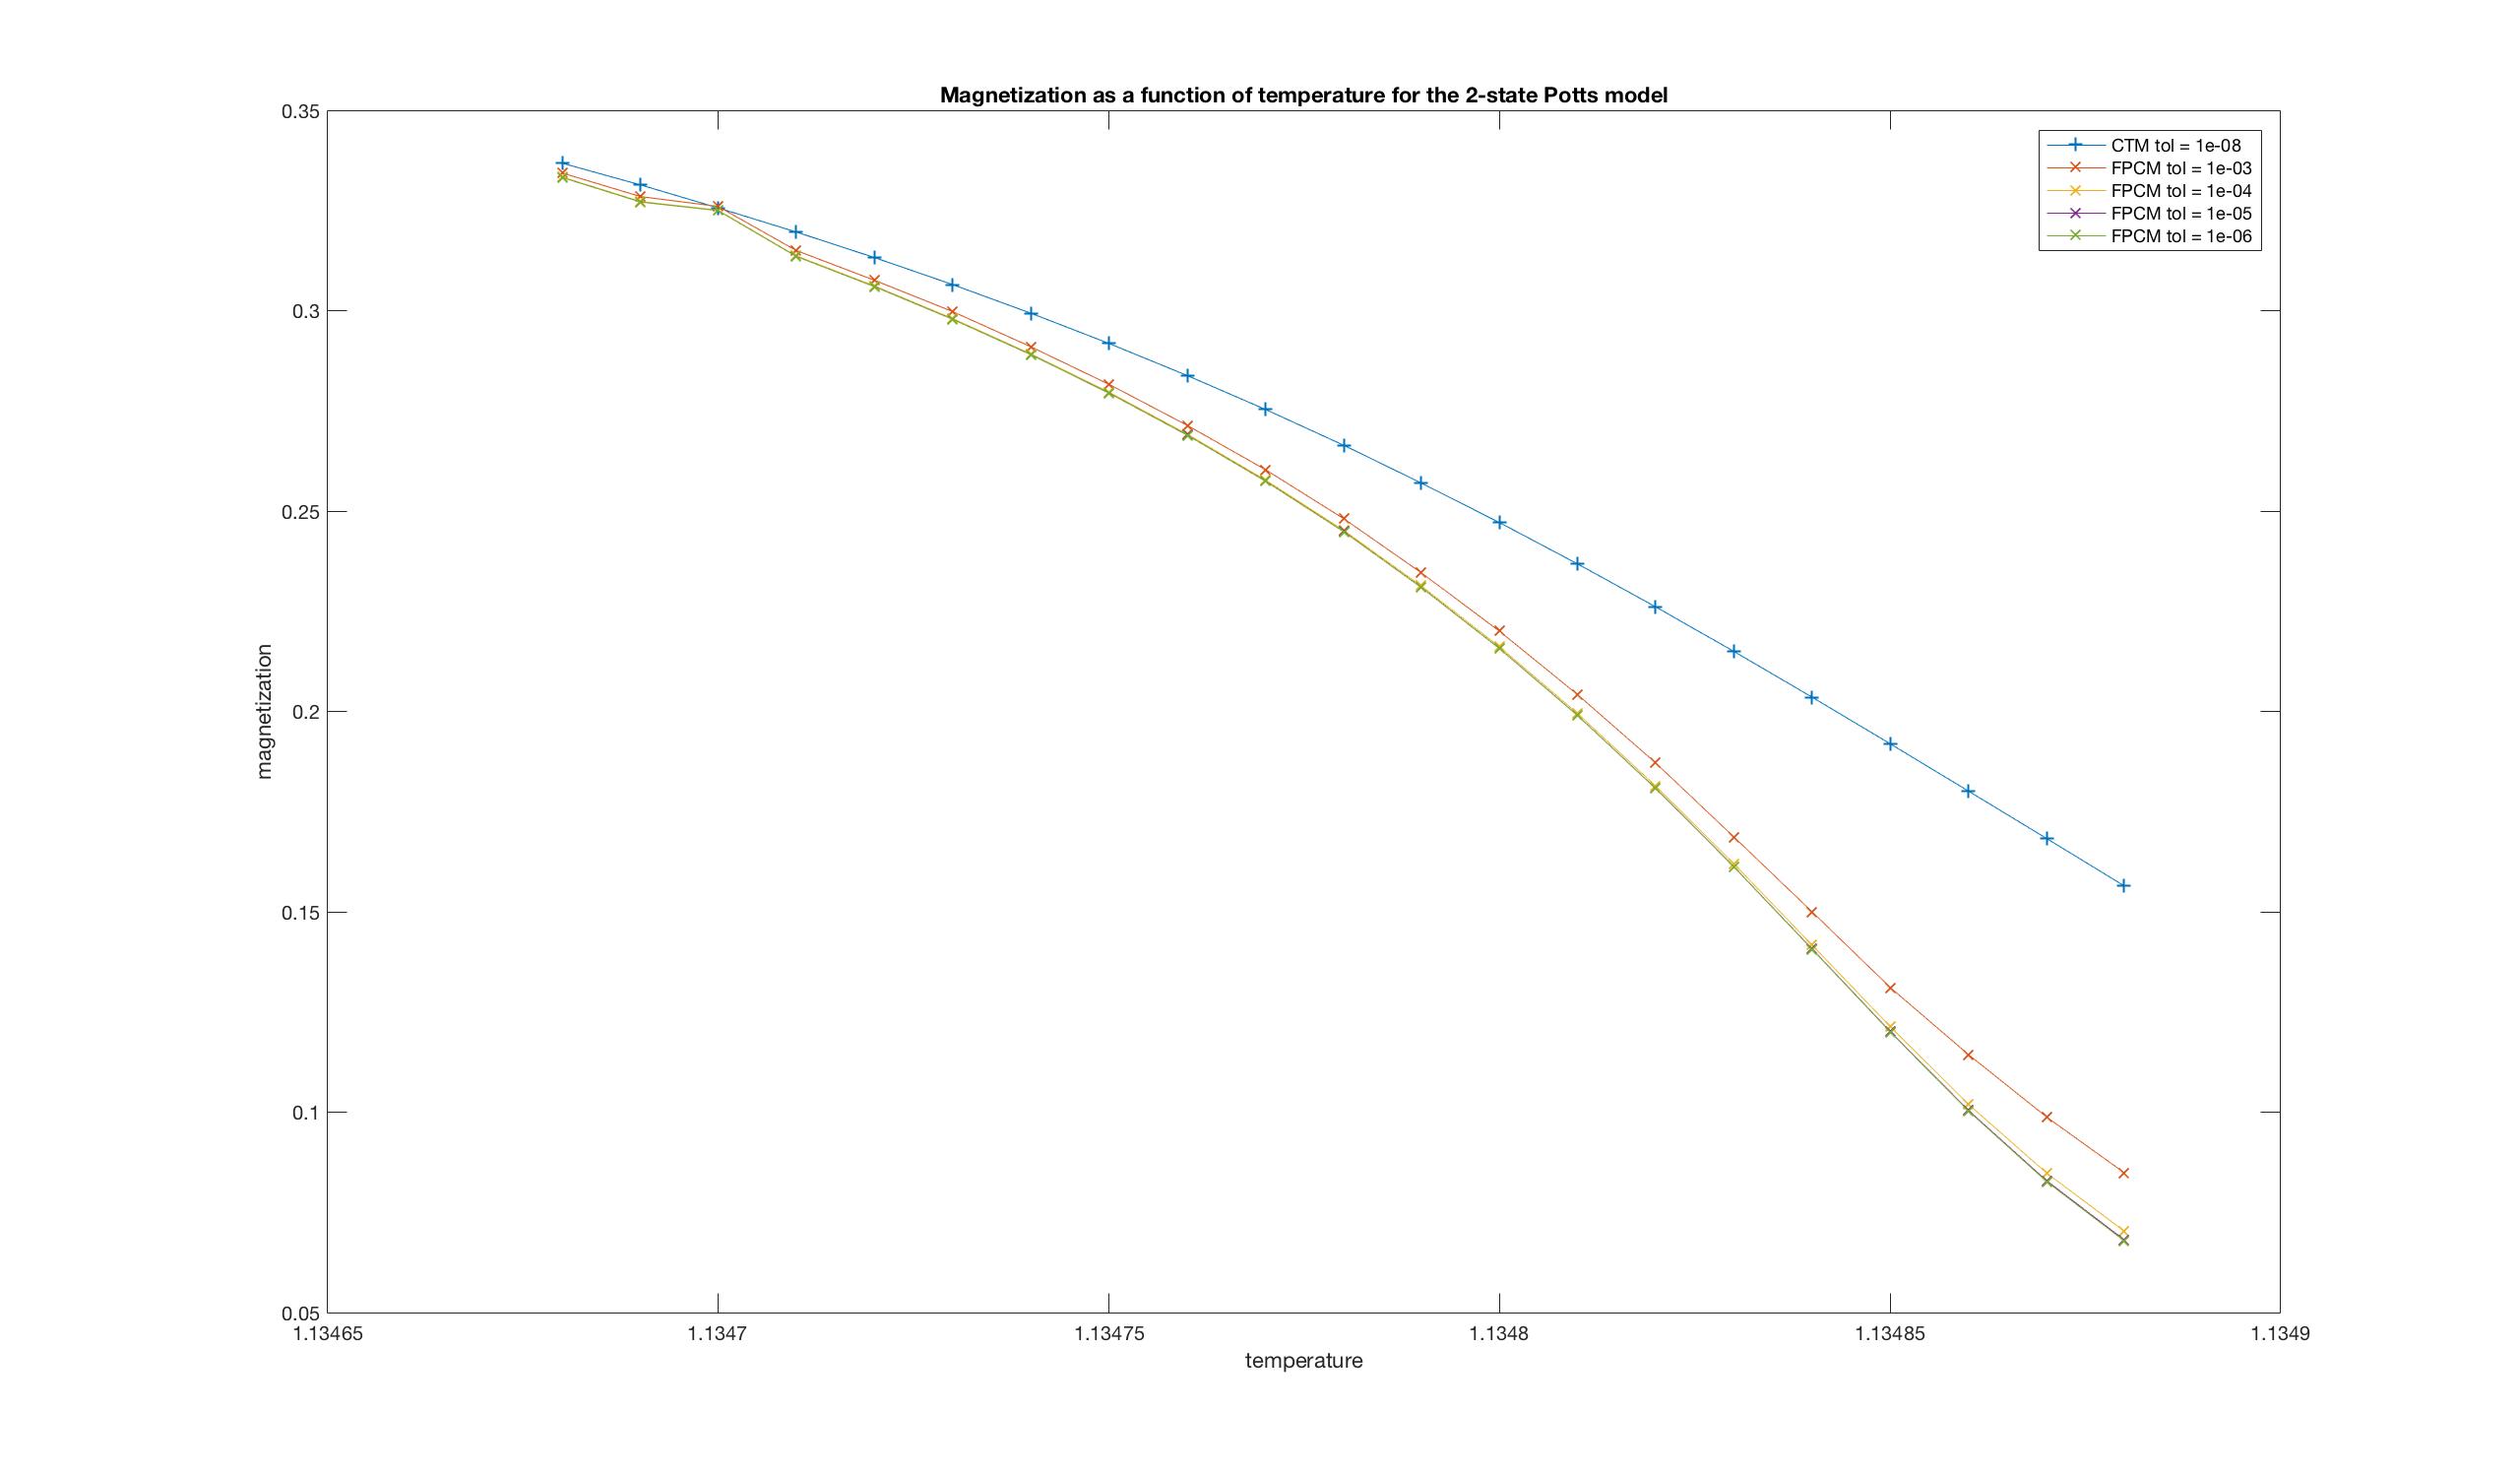 Magnetization as a function of temperature for the 2-state Potts model
0.35
0.3
0.25
0.2
0.15
0.1
0.05
magnetization
CTM tol = 1e-08
FPCM tol = 1e-03
FPCM tol = 1e-04
FPCM tol = 1e-05
FPCM tol = 1e-06
1.13465 1.1347 1.13475 1.1348 1.13485 1.1349
temperature